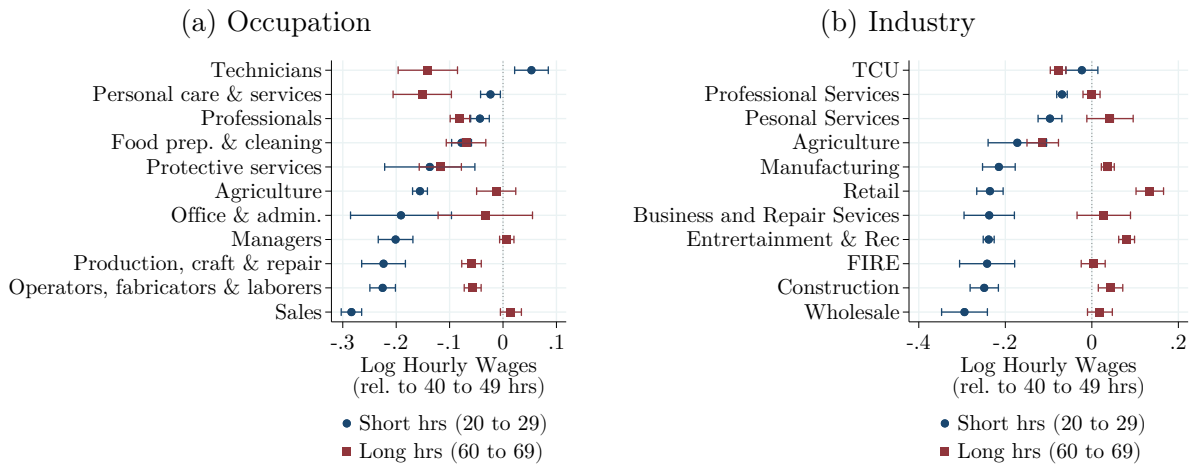 (a) Occupation
Technicians
Personal care & services
Professionals
Food prep. & cleaning
Protective services
Agriculture
Office & admin.
Managers
Production, craft & repair
Operators, fabricators & laborers
Sales
-.3 -.2 -.1 0 .1
Log Hourly Wages
(rel. to 40 to 49 hrs)
Short hrs (20 to 29)
Long hrs (60 to 69)
(b) Industry
TCU
Professional Services
Pesonal Services
Agriculture
Manufacturing
Retail
Business and Repair Sevices
Entrertainment & Rec
FIRE
Construction
Wholesale
-.4 -.2 0 .2
Log Hourly Wages
(rel. to 40 to 49 hrs)
Short hrs (20 to 29)
Long hrs (60 to 69)